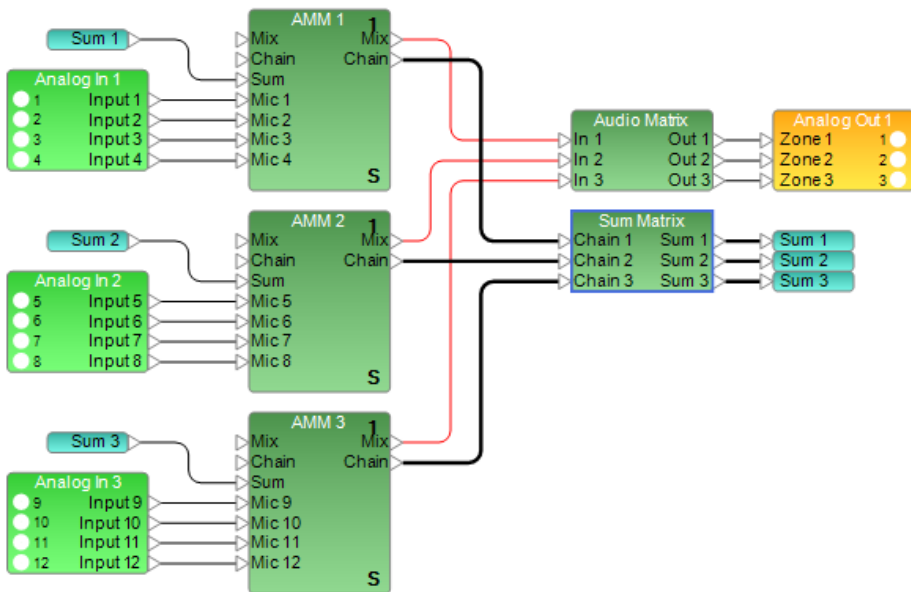 AMM 1
1
Sum 1
Mix
Mix
Chain
Chain
Sum
Analog In 1
1 Input 1
Mic 1
2 Input 2
Mic 2
3 Input 3
Mic 3
4 Input 4
Mic 4
S
Audio Matrix
In 1 Out 1
In 2 Out 2
In 3 Out 3
Analog Out 1
Zone 1 1
Zone 2 2
Zone 3 3
AMM 2
1
Sum 2
Mix
Mix
Chain
Chain
Sum
Analog In 2
5 Input 5
Mic 5
6 Input 6
Mic 6
7 Input 7
Mic 7
8 Input 8
Mic 8
S
Sum Matrix
Chain 1 Sum 1
Chain 2 Sum 2
Chain 3 Sum 3
Sum 1
Sum 2
Sum 3
AMM 3
1
Sum 3
Mix
Mix
Chain
Chain
Sum
Analog In 3
9 Input 9
Mic 9
10 Input 10
Mic 10
11 Input 11
Mic 11
12 Input 12
Mic 12
S